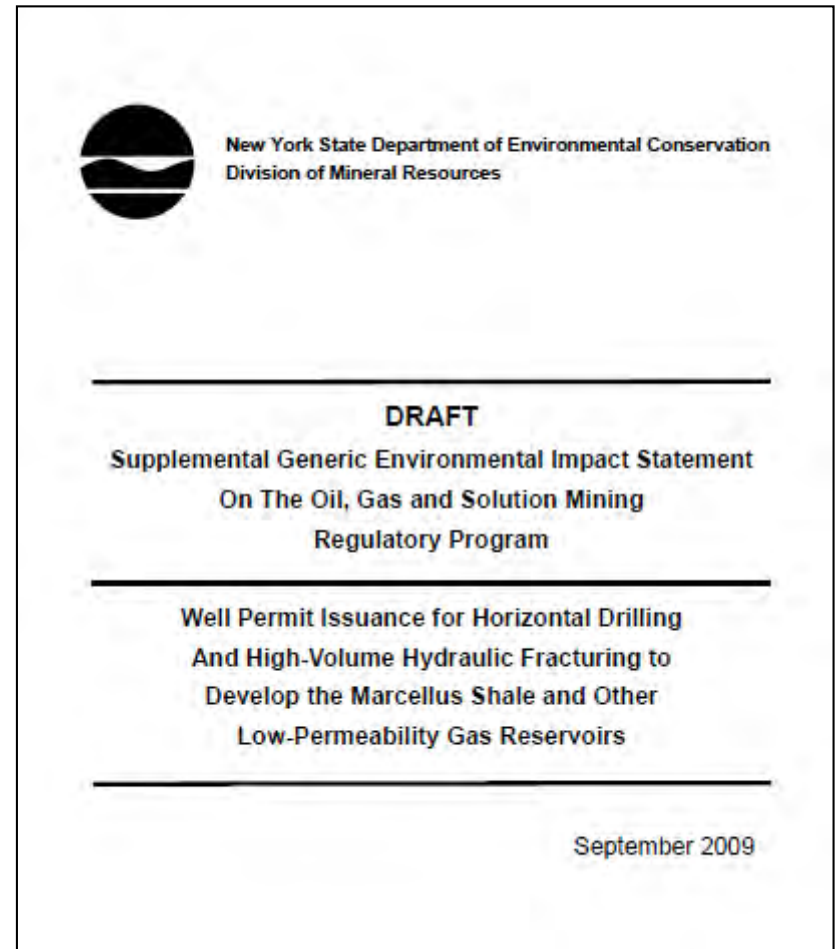 New York State Department of Environmental Conservation
Division of Mineral Resources
DRAFT
Supplemental Generic Environmental Impact Statement
On The Oil, Gas and Solution Mining
Regulatory Program
Well Permit Issuance for Horizontal Drilling
And High-Volume Hydraulic Fracturing to
Develop the Marcellus Shale and Other
Low-Permeability Gas Reservoirs
September 2009